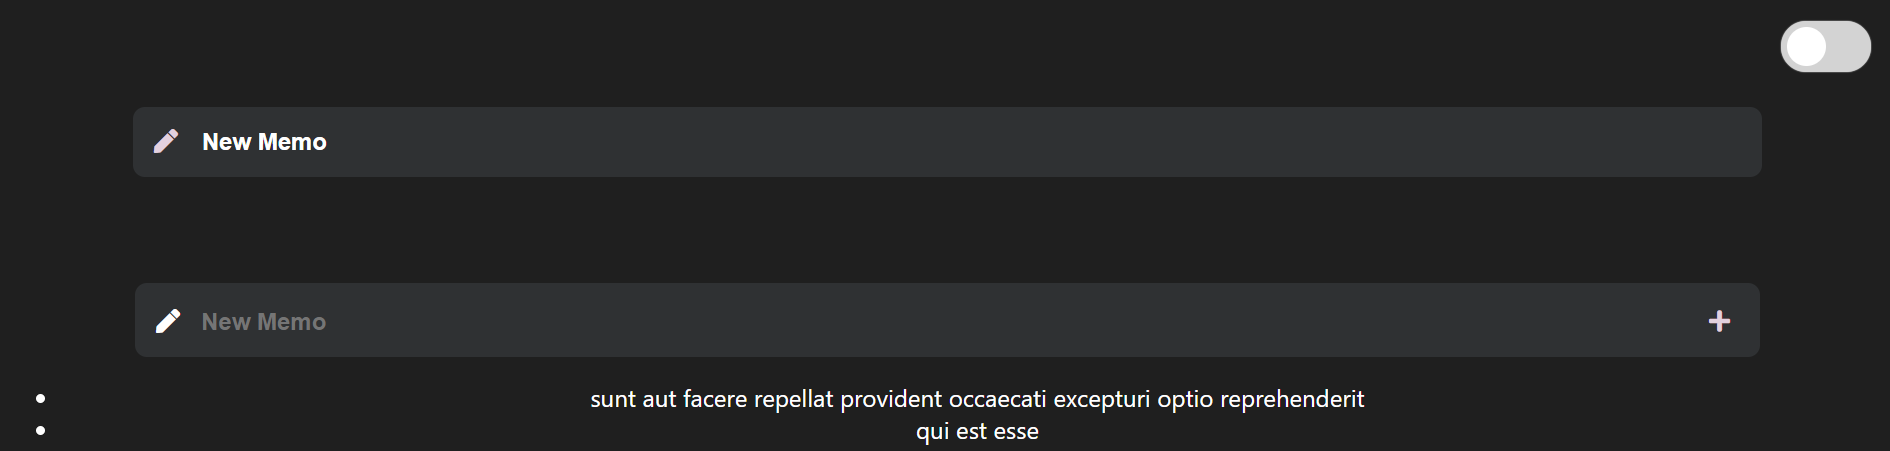 New Memo
New Memo
sunt aut facere repellat provident occaecati excepturi optio reprehenderit
qui est esse